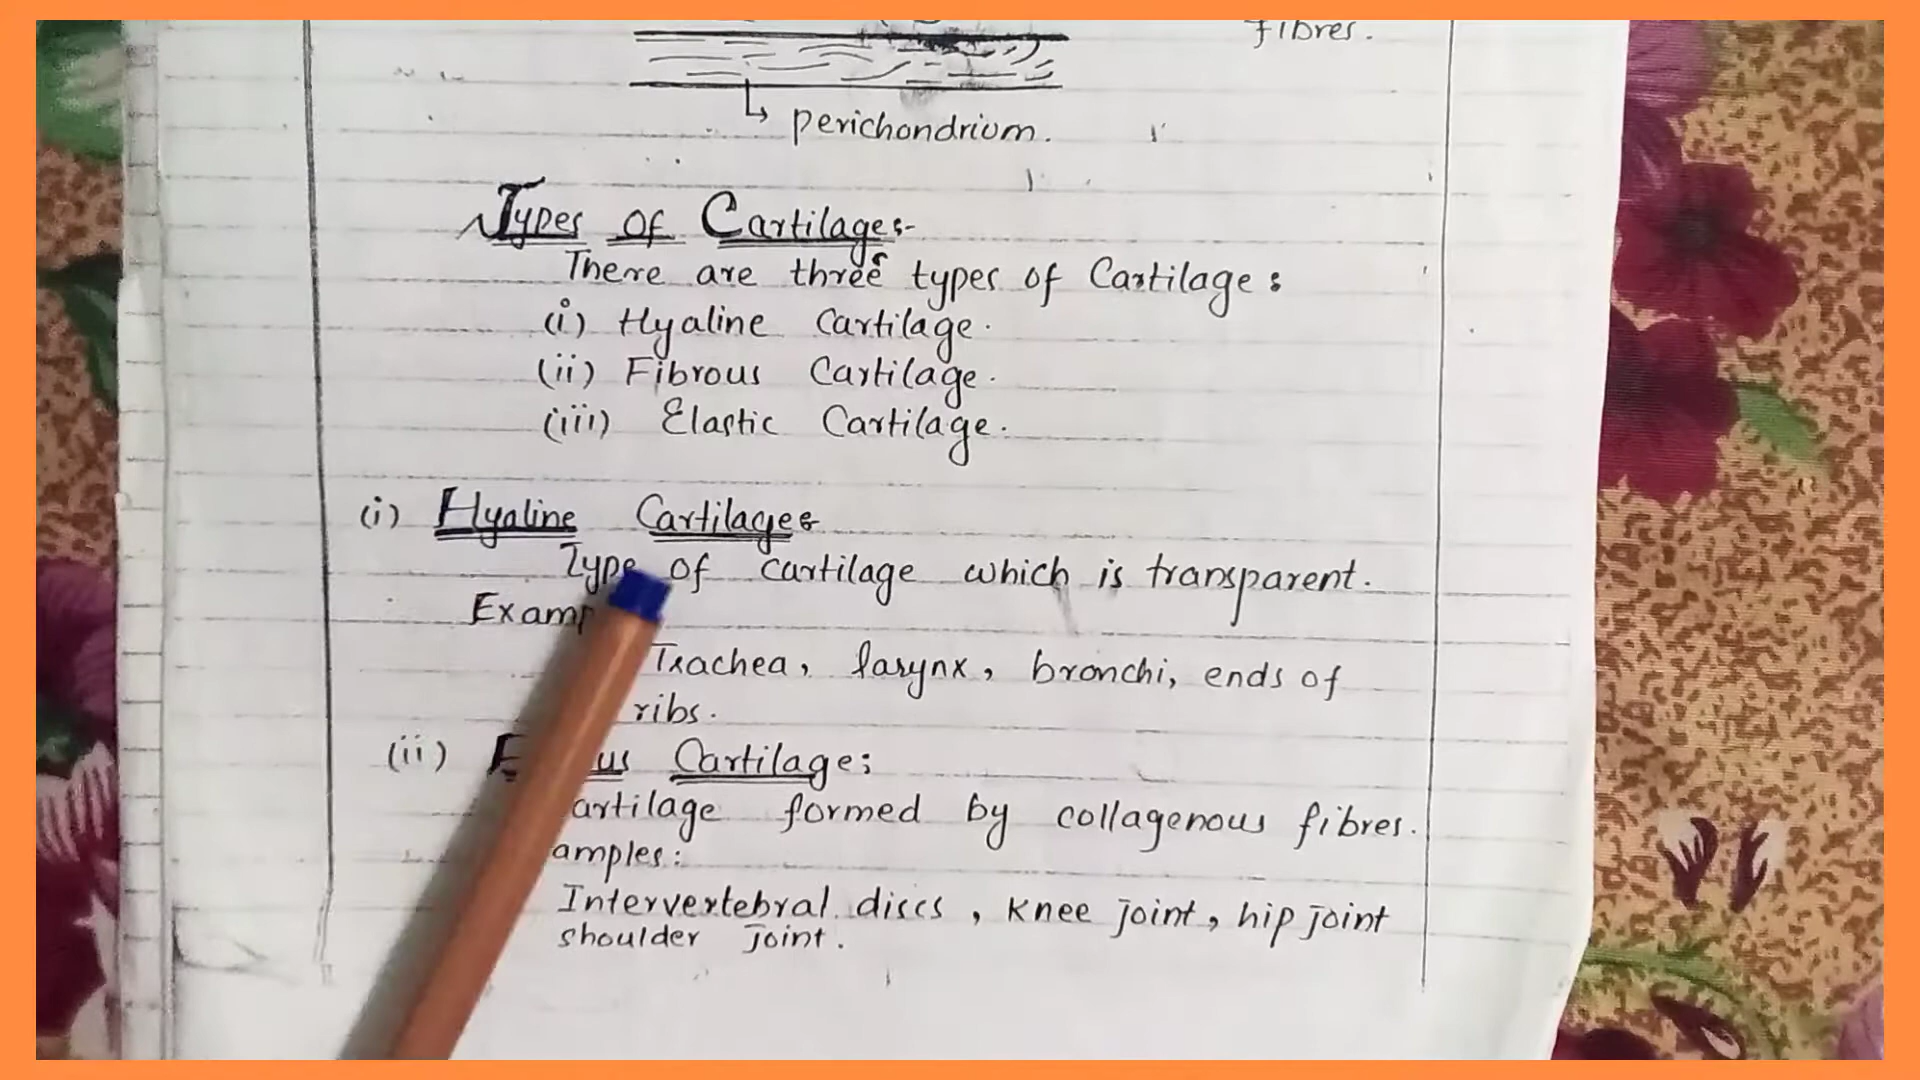 fibres.
↳ perichondrium.
Types of Cartilage:-
There are three types of Cartilage:
(i) Hyaline Cartilage.
(ii) Fibrous Cartilage.
(iii) Elastic Cartilage.
(i) Hyaline Cartilage:
Type of cartilage which is transparent.
Examp
Trachea, larynx, bronchi, ends of
ribs.
(ii) F us Cartilage:
artilage formed by collagenous fibres.
amples:
Intervertebral discs, Knee joint, hip joint
shoulder joint.